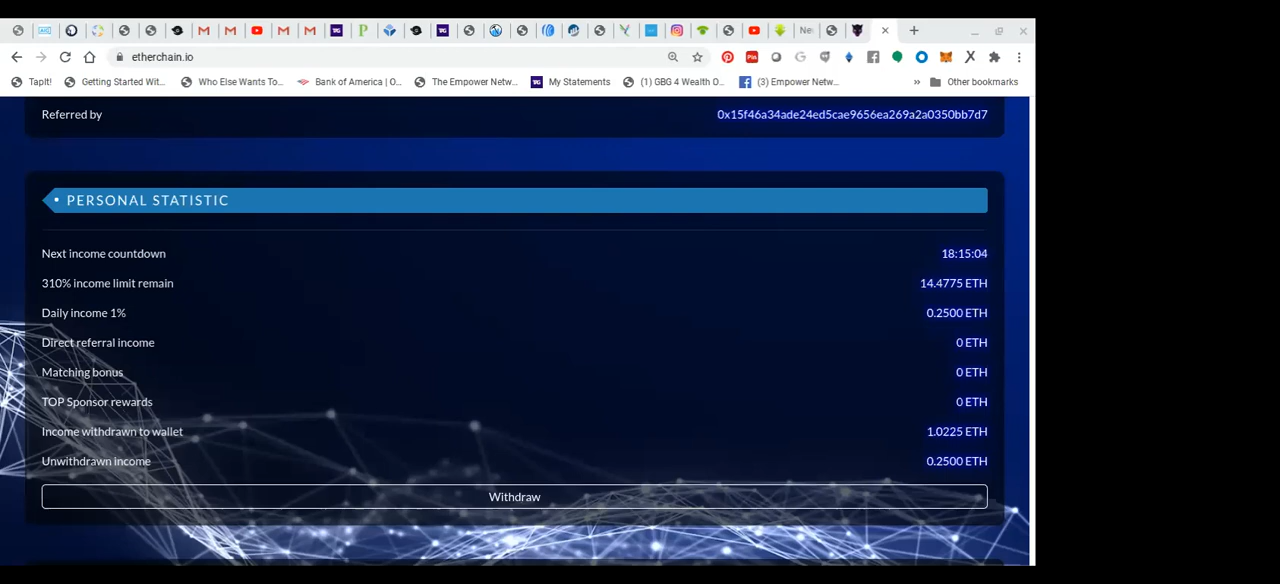 Ne
etherchain.io
TapIt!
Getting Started Wit...
Who Else Wants To...
Bank of America | O...
The Empower Netw...
My Statements
(1) GBG 4 Wealth O...
(3) Empower Netw...
» Other bookmarks
Referred by 0x15f46a34ade24ed5cae9656ea269a2a0350bb7d7
PERSONAL STATISTIC
Next income countdown 18:15:04
310% income limit remain 14.4775 ETH
Daily income 1% 0.2500 ETH
Direct referral income 0 ETH
Matching bonus 0 ETH
TOP Sponsor rewards 0 ETH
Income withdrawn to wallet 1.0225 ETH
Unwithdrawn income 0.2500 ETH
Withdraw